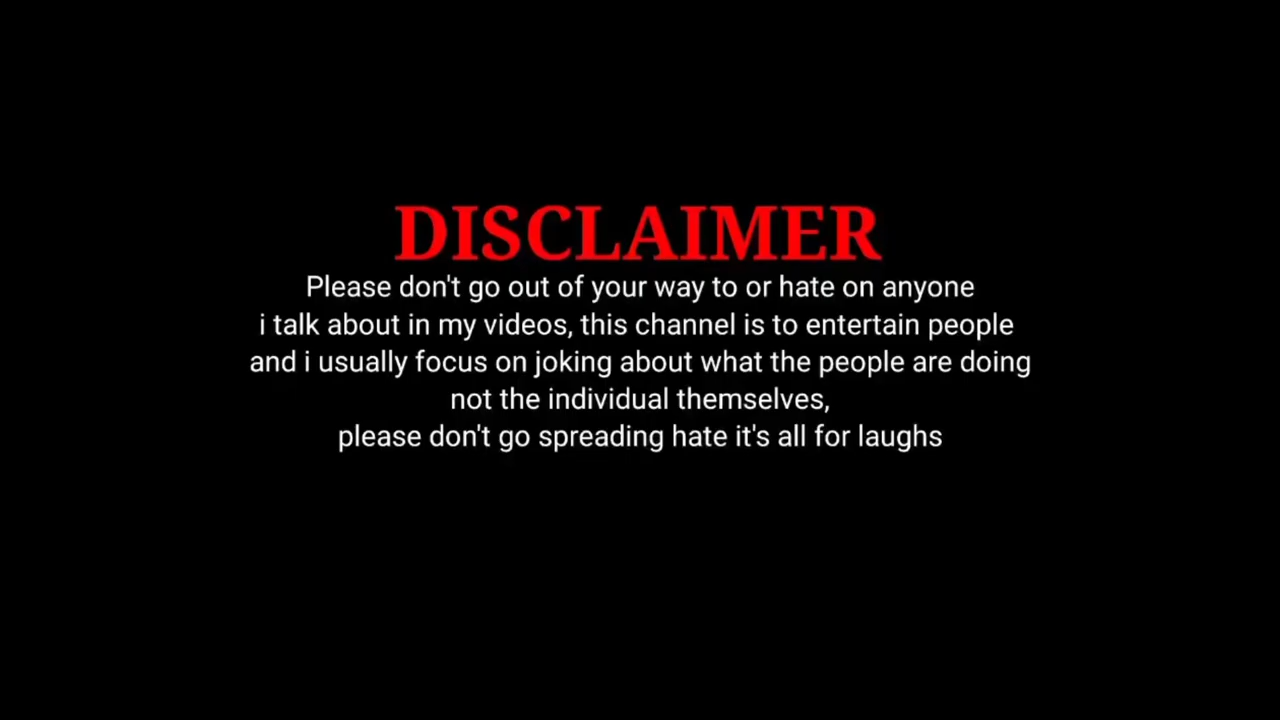 DISCLAIMER
Please don't go out of your way to or hate on anyone
i talk about in my videos, this channel is to entertain people
and i usually focus on joking about what the people are doing
not the individual themselves,
please don't go spreading hate it's all for laughs